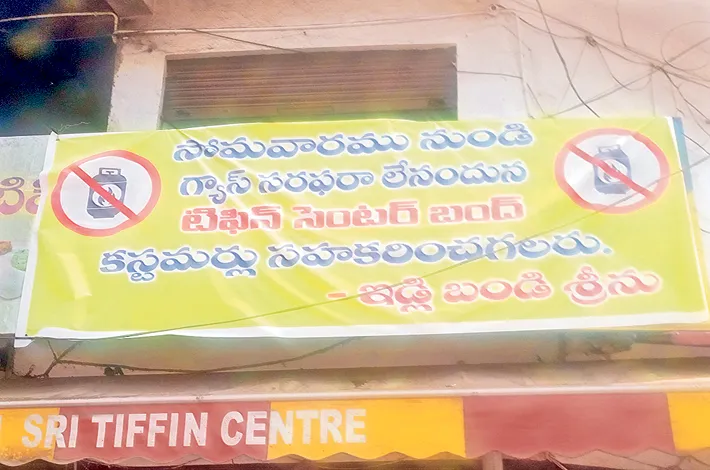 సోమవారము నుండి
గ్యాస్ సరఫరా లేనందున
టిఫిన్ సెంటర్ బంద్
కస్టమర్లు సహకరించగలరు.
- ఇడ్లి బండి శ్రీను
SRI TIFFIN CENTRE